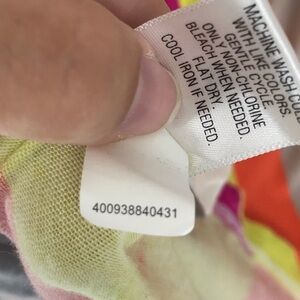 MACHINE WASH COLD
WITH LIKE COLORS.
GENTLE CYCLE.
ONLY NON-CHLORINE
BLEACH WHEN NEEDED.
FLAT DRY.
COOL IRON IF NEEDED.
400938840431